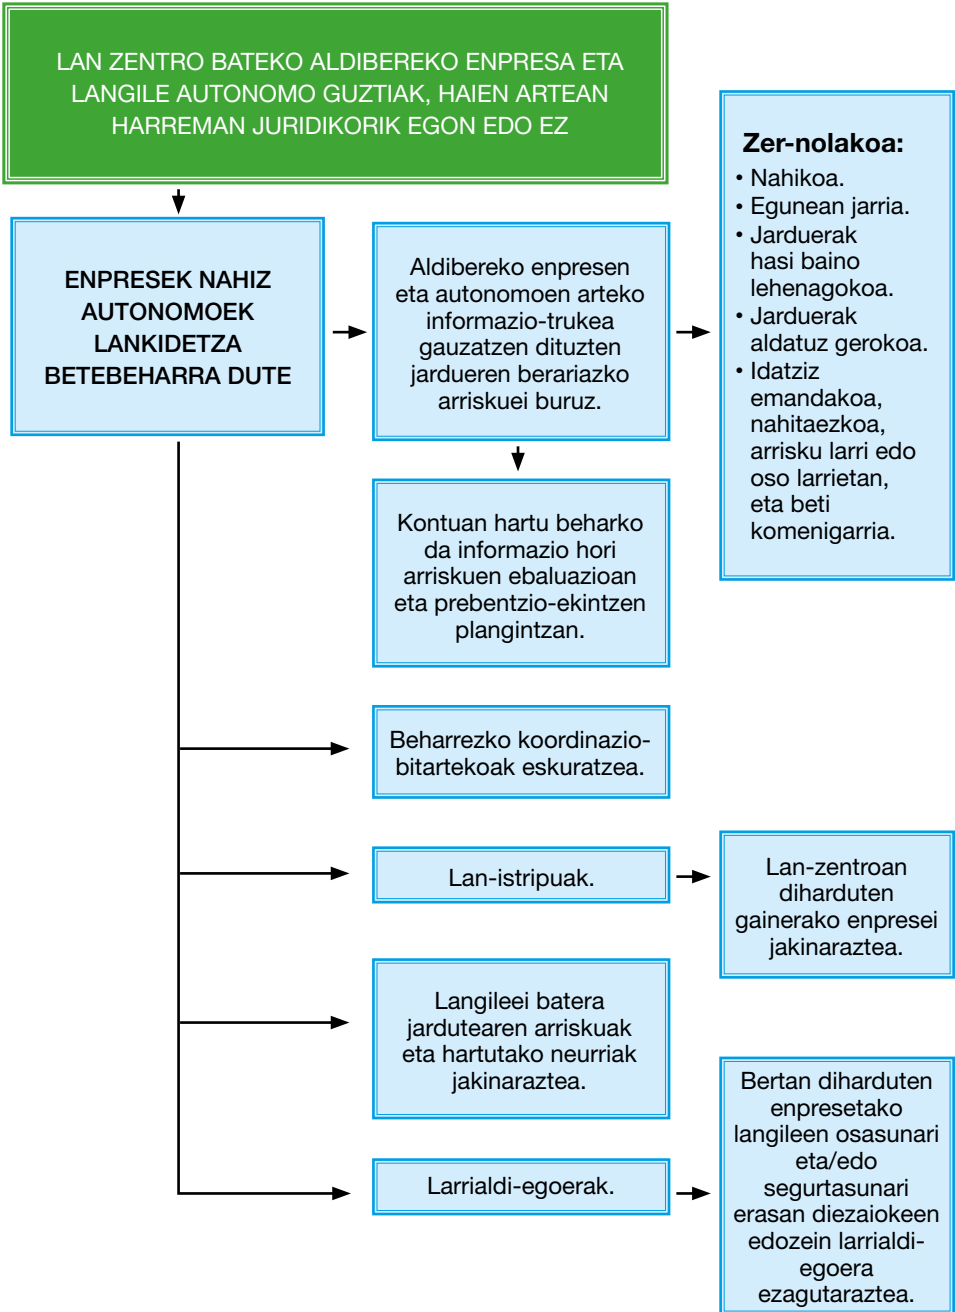 LAN ZENTRO BATEKO ALDIBEREKO ENPRESA ETA
LANGILE AUTONOMO GUZTIAK, HAIEN ARTEAN
HARREMAN JURIDIKORIK EGON EDO EZ
ENPRESEK NAHIZ
AUTONOMOEK
LANKIDETZA
BETEBEHARRA DUTE
Aldibereko enpresen
eta autonomoen arteko
informazio-trukea
gauzatzen dituzten
jardueren berariazko
arriskuei buruz.
Zer-nolakoa:
• Nahikoa.
• Egunean jarria.
• Jarduerak
hasi baino
lehenagokoa.
• Jarduerak
aldatuz gerokoa.
• Idatziz
emandakoa,
nahitaezkoa,
arrisku larri edo
oso larrietan,
eta beti
komenigarria.
Kontuan hartu beharko
da informazio hori
arriskuen ebaluazioan
eta prebentzio-ekintzen
plangintzan.
Beharrezko koordinazio-
bitartekoak eskuratzea.
Lan-istripuak.
Lan-zentroan
diharduten
gainerako enpresei
jakinaraztea.
Langileei batera
jardutearen arriskuak
eta hartutako neurriak
jakinaraztea.
Larrialdi-egoerak.
Bertan diharduten
enpresetako
langileen osasunari
eta/edo
segurtasunari
erasan diezaiokeen
edozein larrialdi-
egoera
ezagutaraztea.